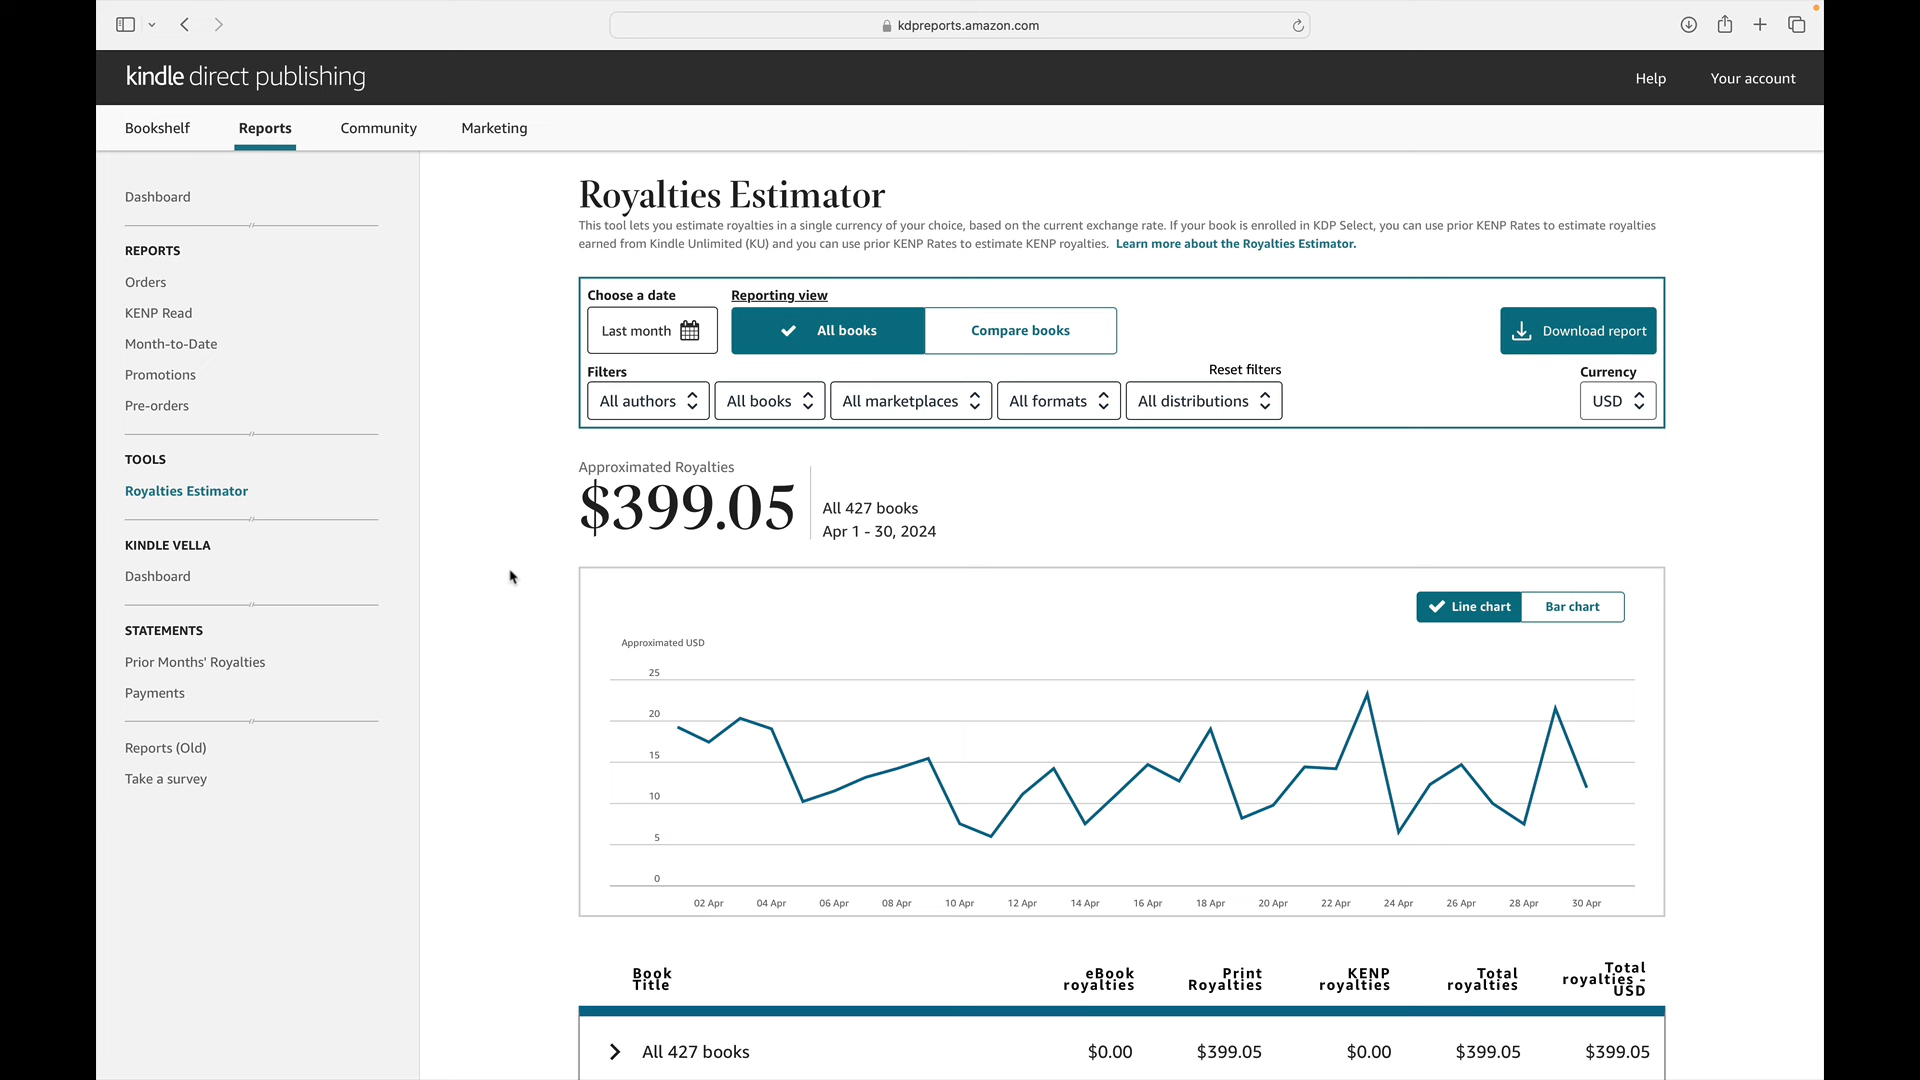 kdpreports.amazon.com
kindle direct publishing
Help
Your account
Bookshelf
Reports
Community
Marketing
Dashboard
REPORTS
Orders
KENP Read
Month-to-Date
Promotions
Pre-orders
TOOLS
Royalties Estimator
KINDLE VELLA
Dashboard
STATEMENTS
Prior Months' Royalties
Payments
Reports (Old)
Take a survey
Royalties Estimator
This tool lets you estimate royalties in a single currency of your choice, based on the current exchange rate. If your book is enrolled in KDP Select, you can use prior KENP Rates to estimate royalties
earned from Kindle Unlimited (KU) and you can use prior KENP Rates to estimate KENP royalties. Learn more about the Royalties Estimator.
Choose a date
Reporting view
Last month
All books
Compare books
Download report
Filters
Reset filters
Currency
All authors
All books
All marketplaces
All formats
All distributions
USD
Approximated Royalties
$399.05
All 427 books
Apr 1 - 30, 2024
Line chart
Bar chart
Approximated USD
25
20
15
10
5
0
02 Apr
04 Apr
06 Apr
08 Apr
10 Apr
12 Apr
14 Apr
16 Apr
18 Apr
20 Apr
22 Apr
24 Apr
26 Apr
28 Apr
30 Apr
Book
Title
eBook
royalties
Print
Royalties
KENP
royalties
Total
royalties
Total
royalties -
USD
All 427 books
$0.00
$399.05
$0.00
$399.05
$399.05